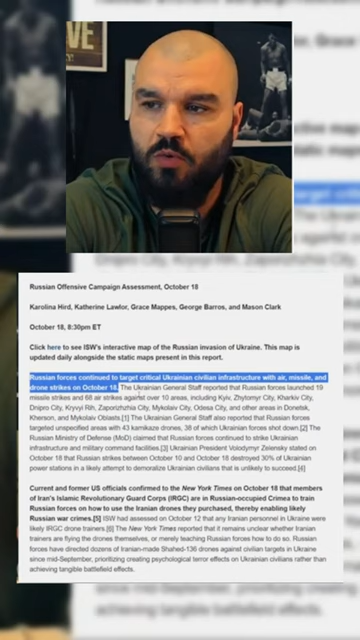 Russian Offensive Campaign Assessment, October 18
Karolina Hird, Katherine Lawlor, Grace Mappes, George Barros, and Mason Clark
October 18, 8:30pm ET
Click here to see ISW's interactive map of the Russian invasion of Ukraine. This map is
updated daily alongside the static maps present in this report.
Russian forces continued to target critical Ukrainian civilian infrastructure with air, missile, and
drone strikes on October 18. The Ukrainian General Staff reported that Russian forces launched 19
missile strikes and 68 air strikes against over 10 areas, including Kyiv, Zhytomyr City, Kharkiv City,
Dnipro City, Kryvyi Rih, Zaporizhzhia City, Mykolaiv City, Odesa City, and other areas in Donetsk,
Kherson, and Mykolaiv Oblasts.[1] The Ukrainian General Staff also reported that Russian forces
targeted unspecified areas with 43 kamikaze drones, 38 of which Ukrainian forces shot down.[2] The
Russian Ministry of Defense (MoD) claimed that Russian forces continued to strike Ukrainian
infrastructure and military command facilities.[3] Ukrainian President Volodymyr Zelensky stated on
October 18 that Russian strikes between October 10 and October 18 destroyed 30% of Ukrainian
power stations in a likely attempt to demoralize Ukrainian civilians that is unlikely to succeed.[4]
Current and former US officials confirmed to the New York Times on October 18 that members
of Iran's Islamic Revolutionary Guard Corps (IRGC) are in Russian-occupied Crimea to train
Russian forces on how to use the Iranian drones they purchased, thereby enabling likely
Russian war crimes.[5] ISW had assessed on October 12 that any Iranian personnel in Ukraine were
likely IRGC drone trainers.[6] The New York Times reported that it remains unclear whether Iranian
trainers are flying the drones themselves, or merely teaching Russian forces how to do so. Russian
forces have directed dozens of Iranian-made Shahed-136 drones against civilian targets in Ukraine
since mid-September, prioritizing creating psychological terror effects on Ukrainian civilians rather than
achieving tangible battlefield effects.